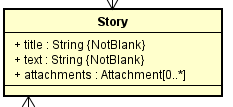 Story
+ title : String {NotBlank}
+ text : String {NotBlank}
+ attachments : Attachment[0..*]